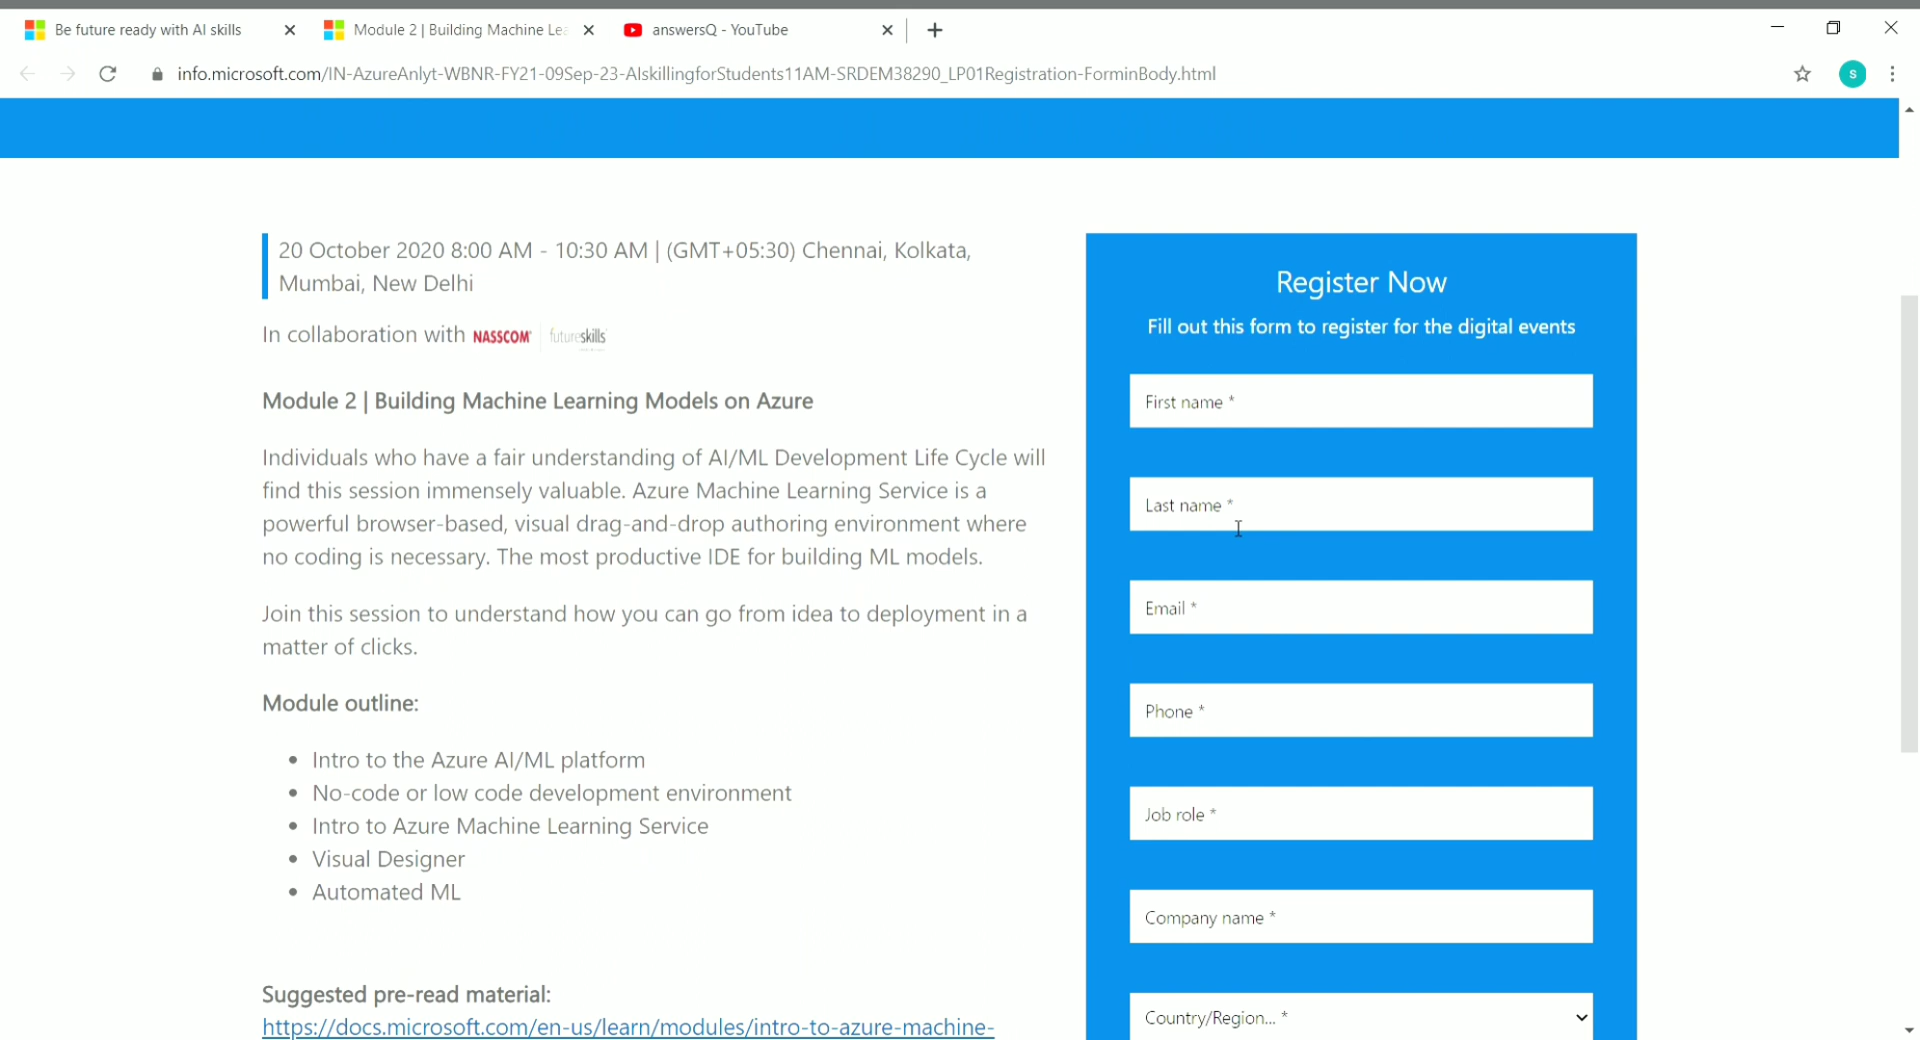 Be future ready with AI skills
Module 2 | Building Machine Le
answersQ - YouTube
info.microsoft.com/IN-AzureAnlyt-WBNR-FY21-09Sep-23-AIskillingforStudents11AM-SRDEM38290_LP01Registration-ForminBody.html
S
20 October 2020 8:00 AM - 10:30 AM | (GMT+05:30) Chennai, Kolkata,
Mumbai, New Delhi
In collaboration with NASSCOM futureskills
Module 2 | Building Machine Learning Models on Azure
Individuals who have a fair understanding of AI/ML Development Life Cycle will
find this session immensely valuable. Azure Machine Learning Service is a
powerful browser-based, visual drag-and-drop authoring environment where
no coding is necessary. The most productive IDE for building ML models.
Join this session to understand how you can go from idea to deployment in a
matter of clicks.
Module outline:
• Intro to the Azure AI/ML platform
• No-code or low code development environment
• Intro to Azure Machine Learning Service
• Visual Designer
• Automated ML
Suggested pre-read material:
https://docs.microsoft.com/en-us/learn/modules/intro-to-azure-machine-
Register Now
Fill out this form to register for the digital events
First name *
Last name *
Email *
Phone *
Job role *
Company name *
Country/Region... *